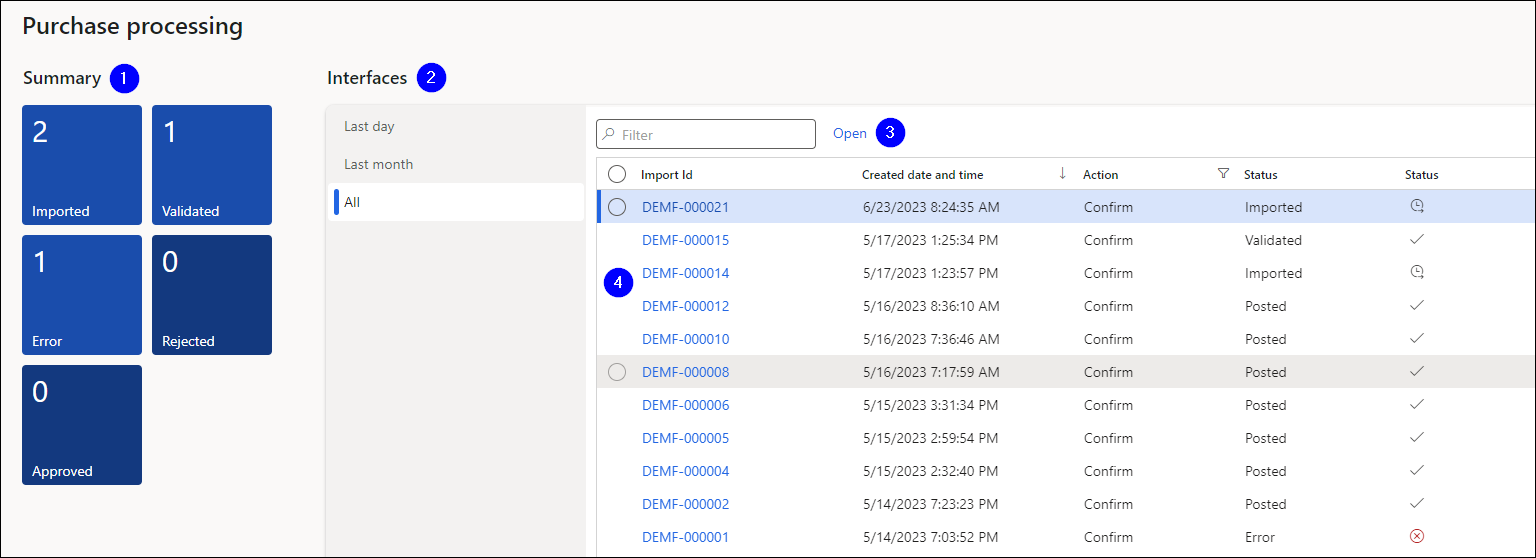 Purchase processing
Summary 1
2
Imported
1
Validated
1
Error
0
Rejected
0
Approved
Interfaces 2
Last day
Last month
All
Filter
Open 3
Import Id Created date and time Action Status Status
DEMF-000021 6/23/2023 8:24:35 AM Confirm Imported
DEMF-000015 5/17/2023 1:25:34 PM Confirm Validated
4
DEMF-000014 5/17/2023 1:23:57 PM Confirm Imported
DEMF-000012 5/16/2023 8:36:10 AM Confirm Posted
DEMF-000010 5/16/2023 7:36:46 AM Confirm Posted
DEMF-000008 5/16/2023 7:17:59 AM Confirm Posted
DEMF-000006 5/15/2023 3:31:34 PM Confirm Posted
DEMF-000005 5/15/2023 2:59:54 PM Confirm Posted
DEMF-000004 5/15/2023 2:32:40 PM Confirm Posted
DEMF-000002 5/14/2023 7:23:23 PM Confirm Posted
DEMF-000001 5/14/2023 7:03:52 PM Confirm Error